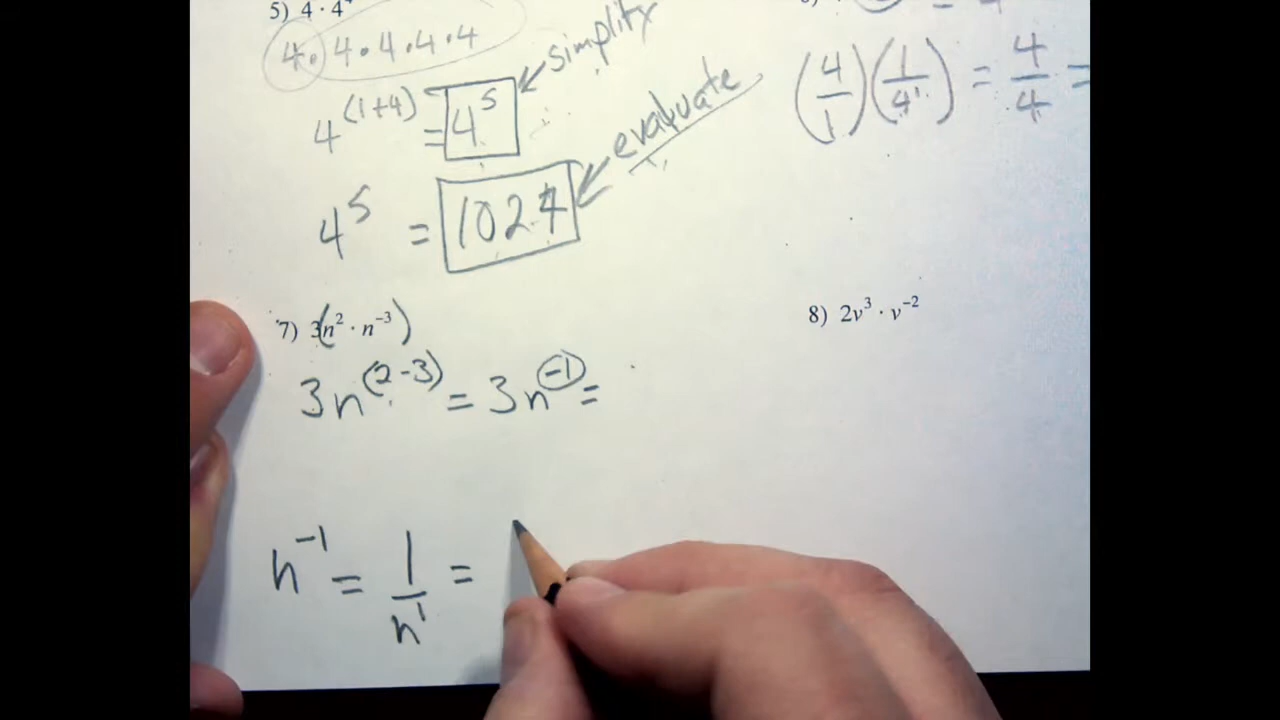 5) 4 · 4
4 · 4 · 4 · 4 · 4
simplify
4^(1+4) = 4^5
evaluate
4^5 = 1024
(4/1)(1/4^1) = 4/4 =
7) 3(n^2 · n^-3)
3n^(2-3) = 3n^-1 =
n^-1 = 1/n^1 =
8) 2v^3 · v^-2